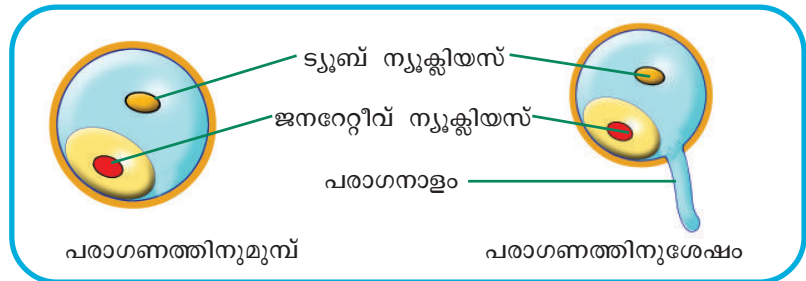 ട്യൂബ് ന്യൂക്ലിയസ്
ജനറേറ്റീവ് ന്യൂക്ലിയസ്
പരാഗനാളം
പരാഗണത്തിനുമുമ്പ്
പരാഗണത്തിനുശേഷം